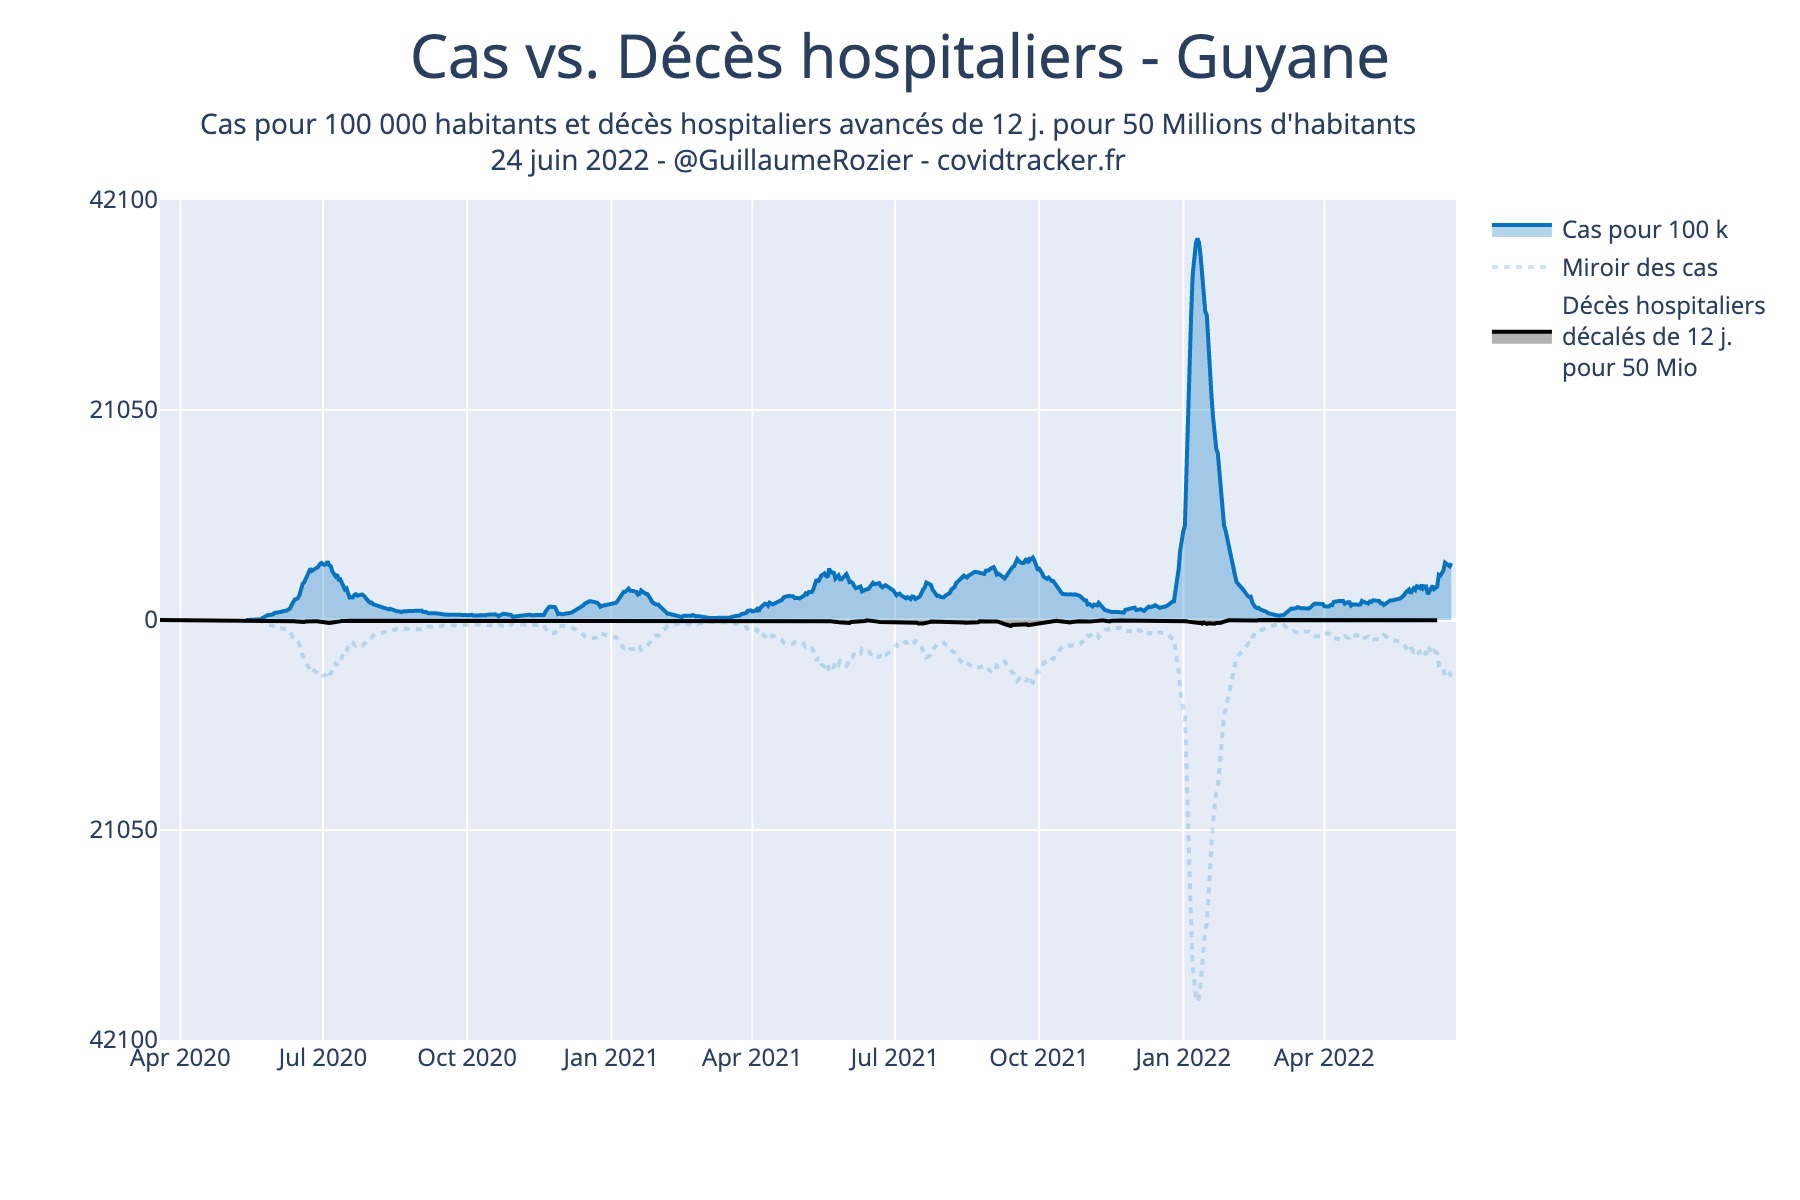 Cas vs. Décès hospitaliers - Guyane
Cas pour 100 000 habitants et décès hospitaliers avancés de 12 j. pour 50 Millions d'habitants
24 juin 2022 - @GuillaumeRozier - covidtracker.fr
42100
21050
0
21050
42100
Apr 2020
Jul 2020
Oct 2020
Jan 2021
Apr 2021
Jul 2021
Oct 2021
Jan 2022
Apr 2022
Cas pour 100 k
Miroir des cas
Décès hospitaliers
décalés de 12 j.
pour 50 Mio